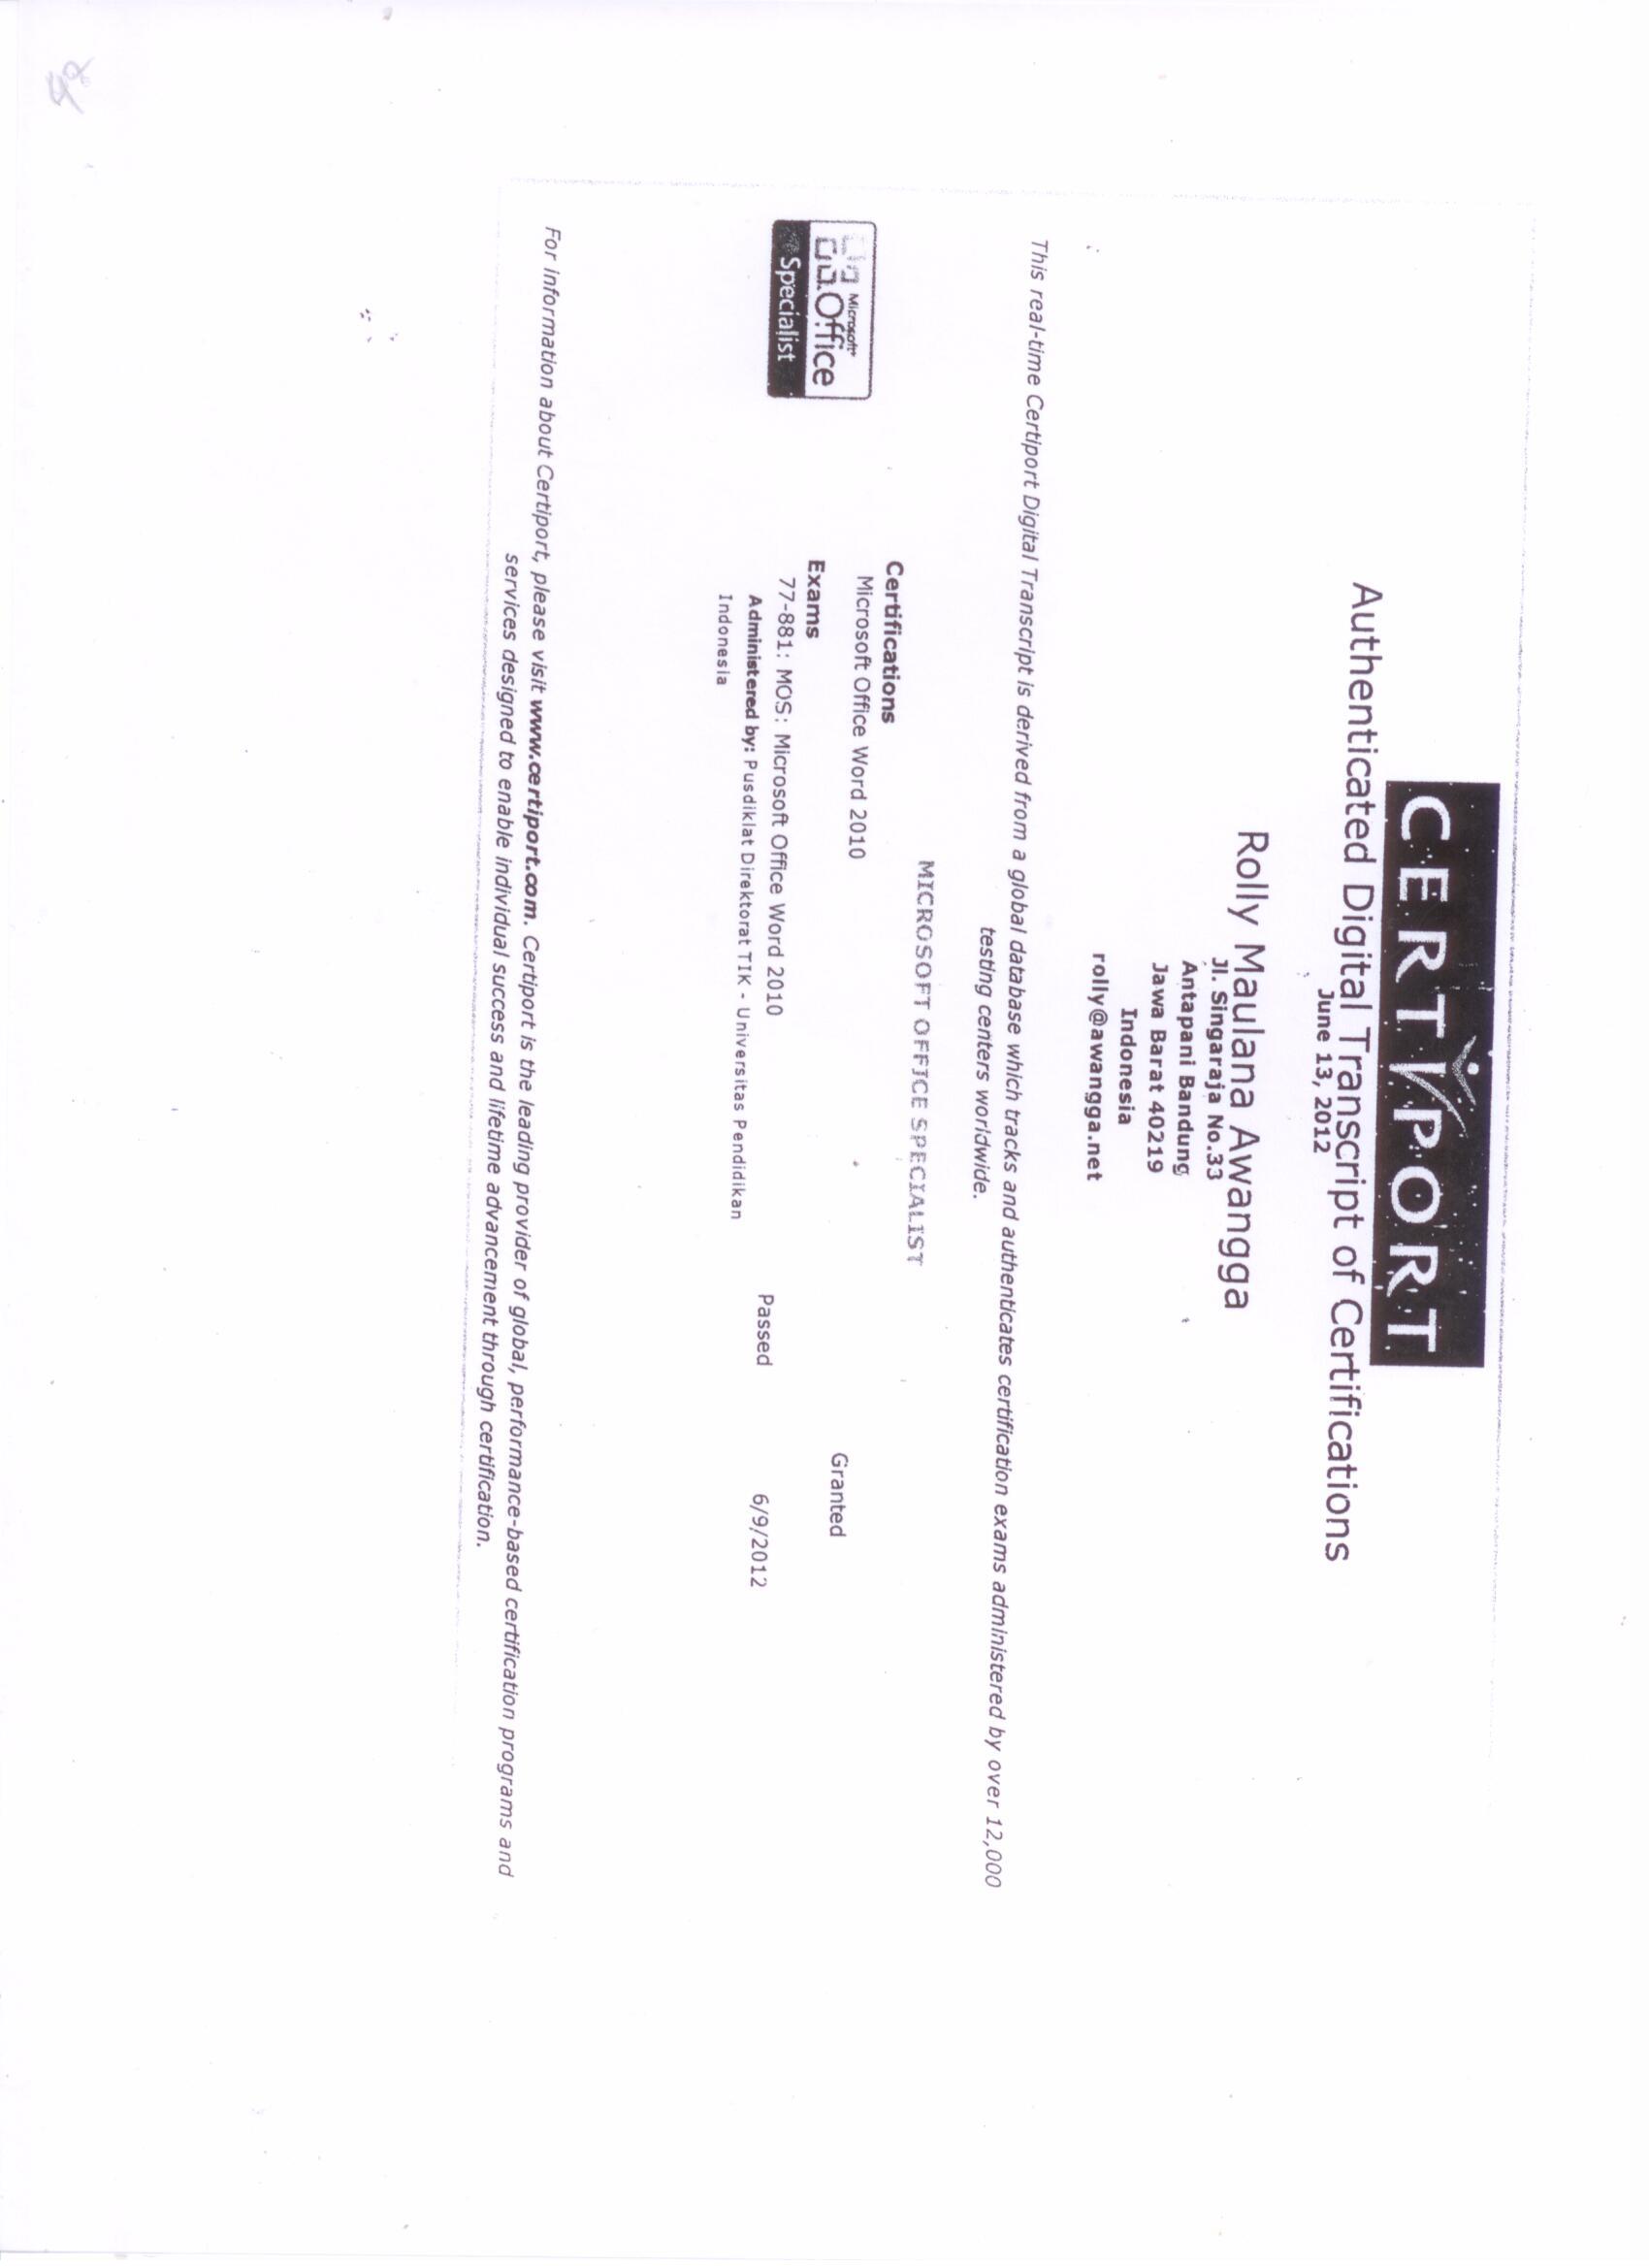 CERTIPORT
Authenticated Digital Transcript of Certifications
June 13, 2012
Rolly Maulana Awangga
Jl. Singaraja No.33
Antapani Bandung
Jawa Barat 40219
Indonesia
rolly@awangga.net
This real-time Certiport Digital Transcript is derived from a global database which tracks and authenticates certification exams administered by over 12,000
testing centers worldwide.
MICROSOFT OFFICE SPECIALIST
Microsoft®
Office
Specialist
Certifications
Microsoft Office Word 2010 Granted
Exams
77-881: MOS: Microsoft Office Word 2010 Passed 6/9/2012
Administered by: Pusdiklat Direktorat TIK - Universitas Pendidikan
Indonesia
For information about Certiport, please visit www.certiport.com. Certiport is the leading provider of global, performance-based certification programs and
services designed to enable individual success and lifetime advancement through certification.